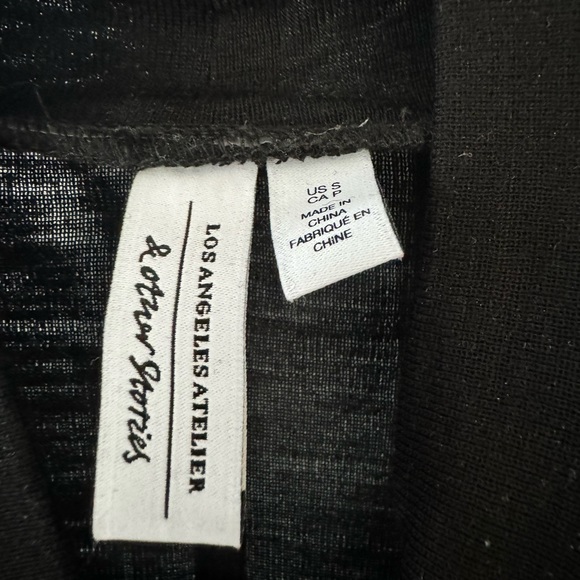 LOS ANGELES ATELIER
& other Stories
US S
CA P
MADE IN
CHINA
FABRIQUÉ EN
CHINE